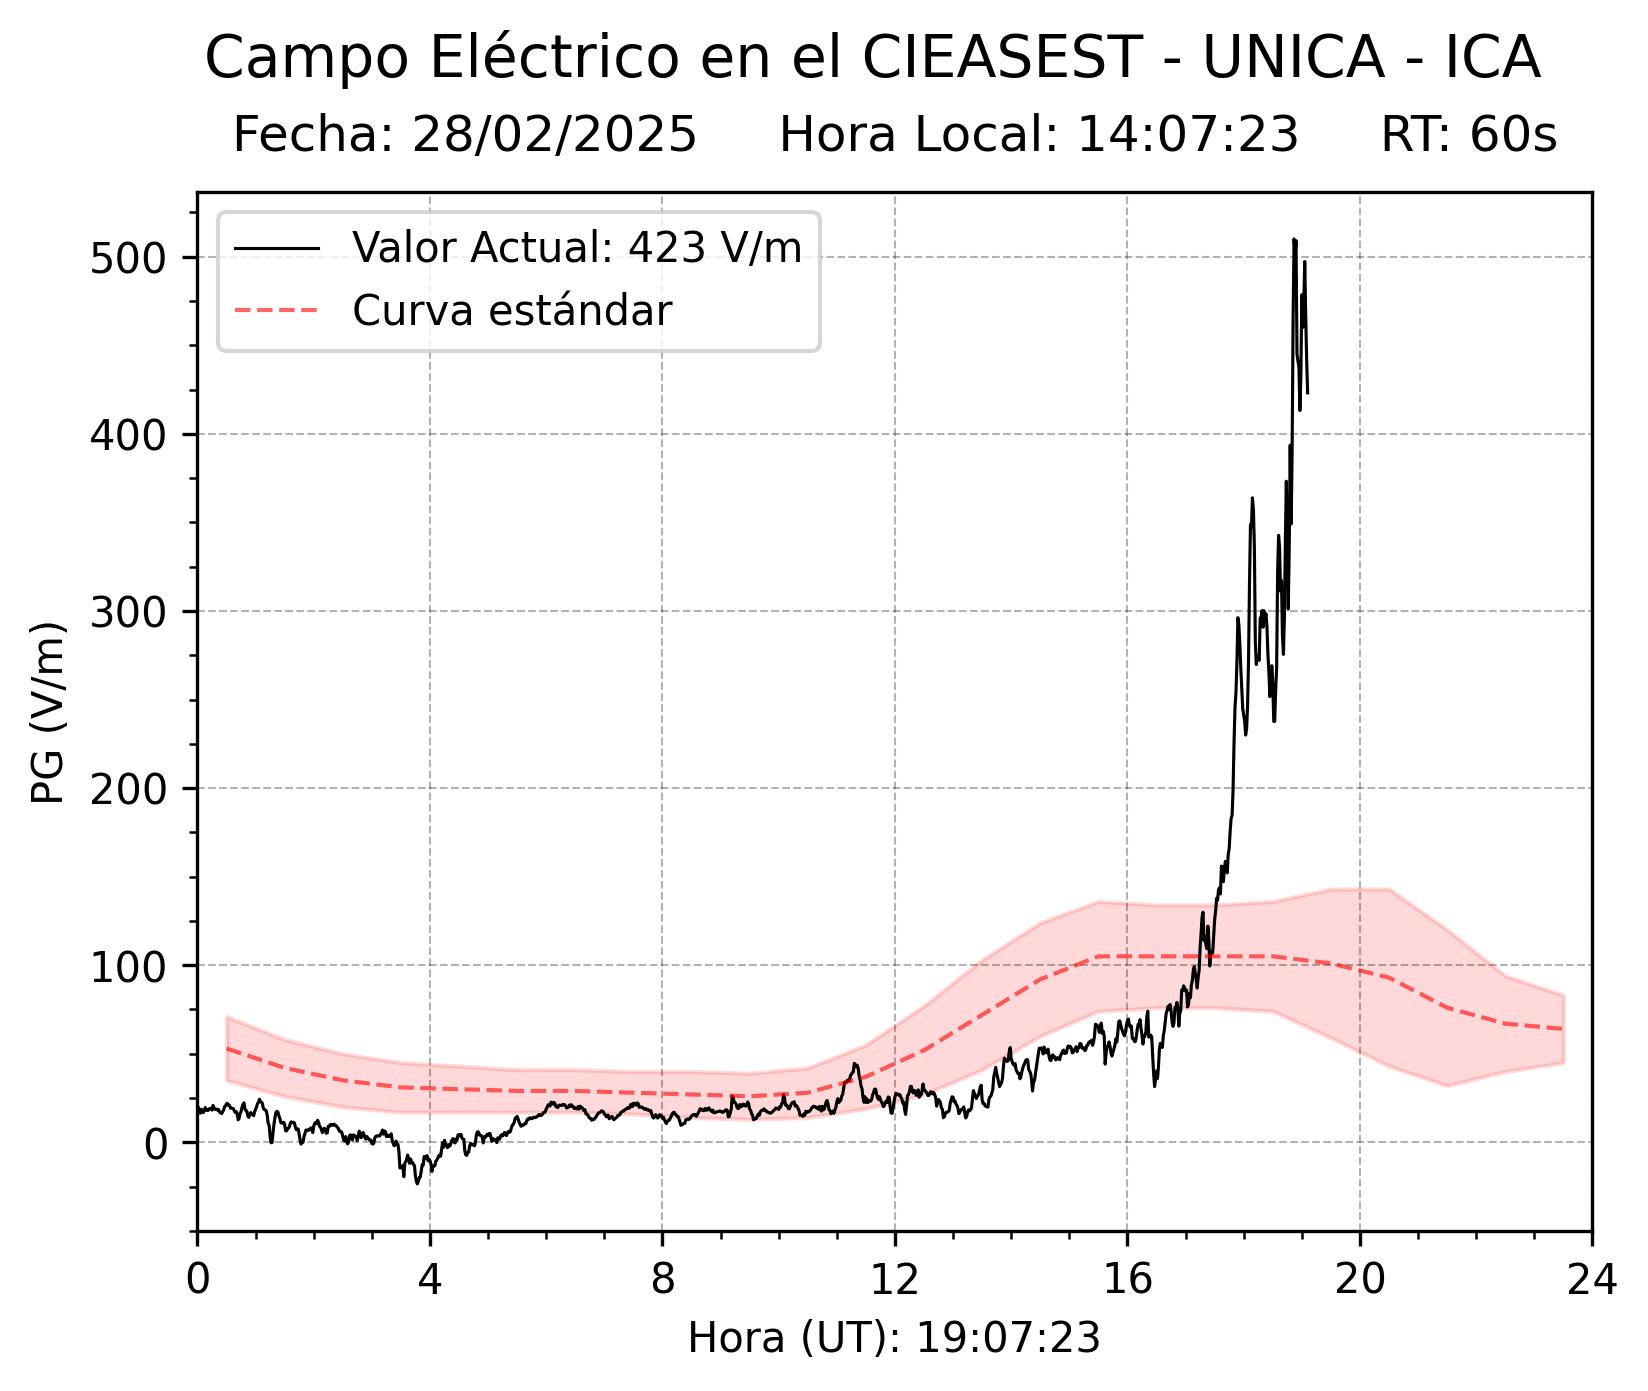 Campo Eléctrico en el CIEASEST - UNICA - ICA
Fecha: 28/02/2025 Hora Local: 14:07:23 RT: 60s
Valor Actual: 423 V/m
Curva estándar
500
400
300
200
100
0
PG (V/m)
0 4 8 12 16 20 24
Hora (UT): 19:07:23